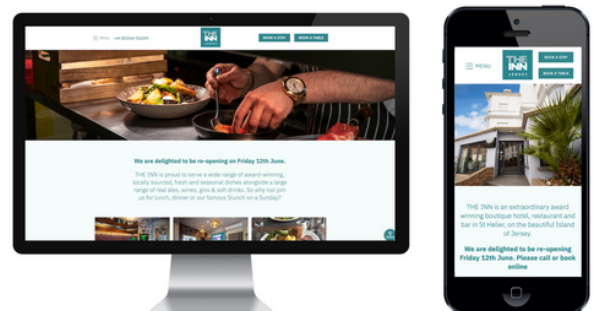 MENU
THE
INN
JERSEY
BOOK A STAY
BOOK A TABLE
We are delighted to be re-opening on Friday 12th June.
THE INN is proud to serve a wide range of award-winning,
locally sourced, fresh and seasonal dishes alongside a large
range of real ales, wines, gins & soft drinks. So why not join
us for lunch, dinner or our famous Slunch on a Sunday?
MENU
THE
INN
JERSEY
BOOK A STAY
BOOK A TABLE
THE INN is an extraordinary award
winning boutique hotel, restaurant and
bar in St Helier, on the beautiful Island
of Jersey.
We are delighted to be re-opening
Friday 12th June. Please call or book
online